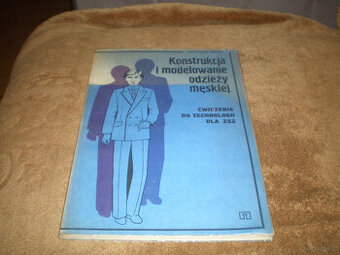 Konstrukcja
i modelowanie
odzieży
męskiej
ĆWICZENIA
DO TECHNOLOGII
DLA ZSZ